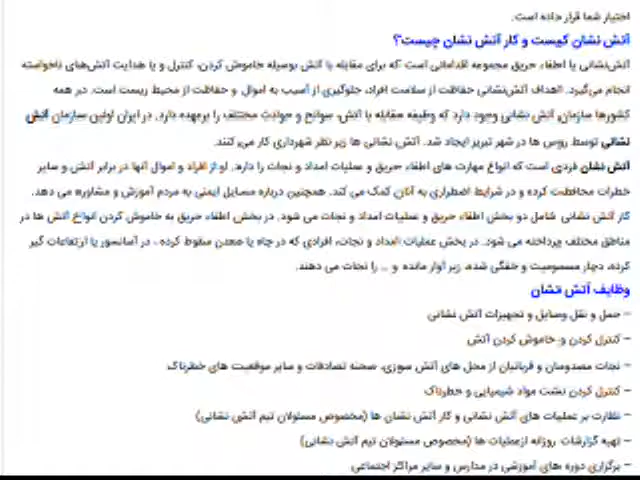 اختیار شما قرار داده است.
آتش نشان کیست و کار آتش نشان چیست؟
آتش‌نشانی یا اطفاء حریق مجموعه اقداماتی است که برای مقابله با آتش بوسیله خاموش کردن، کنترل و یا هدایت آتش‌های ناخواسته
انجام می‌گیرد. اهداف آتش‌نشانی حفاظت از سلامت افراد، جلوگیری از آسیب به اموال و حفاظت از محیط زیست است. در همه
کشورها سازمان آتش نشانی وجود دارد که وظیفه مقابله با آتش، سوانح و حوادث مختلف را برعهده دارد. در ایران اولین سازمان آتش
نشانی توسط روس ها در شهر تبریز ایجاد شد. آتش نشانی ها زیر نظر شهرداری کار می کنند.
آتش نشان فردی است که انواع مهارت های اطفاء حریق و عملیات امداد و نجات را دارد. او از افراد و اموال آنها در برابر آتش و سایر
خطرات محافظت کرده و در شرایط اضطراری به آنان کمک می کند. همچنین درباره مسایل ایمنی به مردم آموزش و مشاوره می دهد.
کار آتش نشانی شامل دو بخش اطفاء حریق و عملیات امداد و نجات می شود. در بخش اطفاء حریق به خاموش کردن انواع آتش ها در
مناطق مختلف پرداخته می شود. در بخش عملیات امداد و نجات، افرادی که در چاه یا معدن سقوط کرده ، در آسانسور یا ارتفاعات گیر
کرده، دچار مسمومیت و خفگی شده، زیر آوار مانده و ... را نجات می دهند.
وظایف آتش نشان
– حمل و نقل وسایل و تجهیزات آتش نشانی
– کنترل کردن و خاموش کردن آتش
– نجات مصدومان و قربانیان از محل های آتش سوزی، صحنه تصادفات و سایر موقعیت های خطرناک
– کنترل کردن نشت مواد شیمیایی و خطرناک
– نظارت بر عملیات های آتش نشانی و کار آتش نشان ها (مخصوص مسئولان تیم آتش نشانی)
– تهیه گزارشات روزانه ازعملیات ها (مخصوص مسئولان تیم آتش نشانی)
– برگزاری دوره های آموزشی در مدارس و سایر مراکز اجتماعی